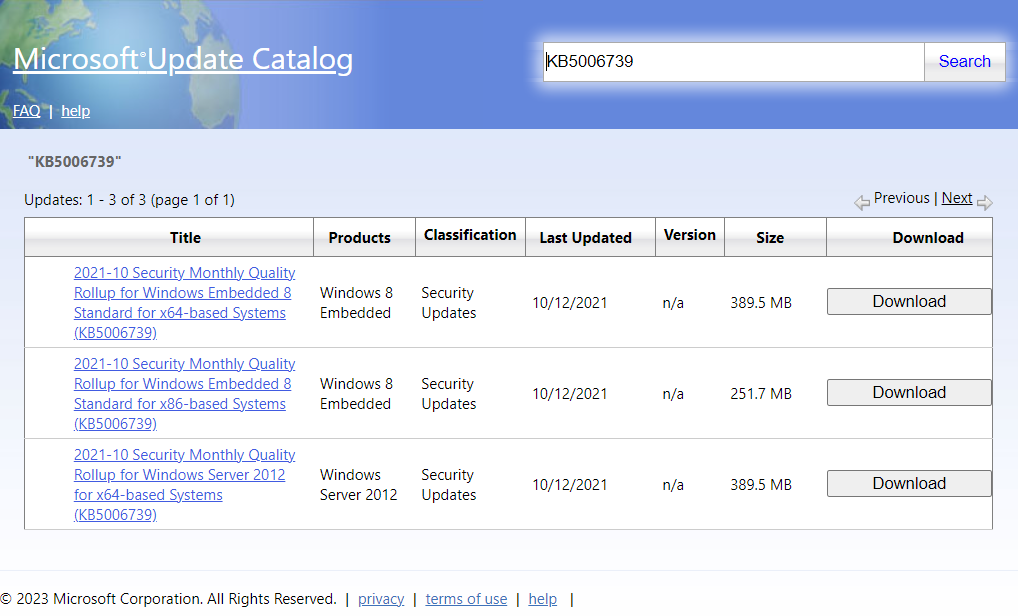 Microsoft®Update Catalog
KB5006739
Search
FAQ | help
"KB5006739"
Updates: 1 - 3 of 3 (page 1 of 1)
Previous | Next
Title Products Classification Last Updated Version Size Download
2021-10 Security Monthly Quality
Rollup for Windows Embedded 8
Standard for x64-based Systems
(KB5006739)
Windows 8
Embedded
Security
Updates
10/12/2021
n/a
389.5 MB
Download
2021-10 Security Monthly Quality
Rollup for Windows Embedded 8
Standard for x86-based Systems
(KB5006739)
Windows 8
Embedded
Security
Updates
10/12/2021
n/a
251.7 MB
Download
2021-10 Security Monthly Quality
Rollup for Windows Server 2012
for x64-based Systems
(KB5006739)
Windows
Server 2012
Security
Updates
10/12/2021
n/a
389.5 MB
Download
© 2023 Microsoft Corporation. All Rights Reserved. | privacy | terms of use | help |